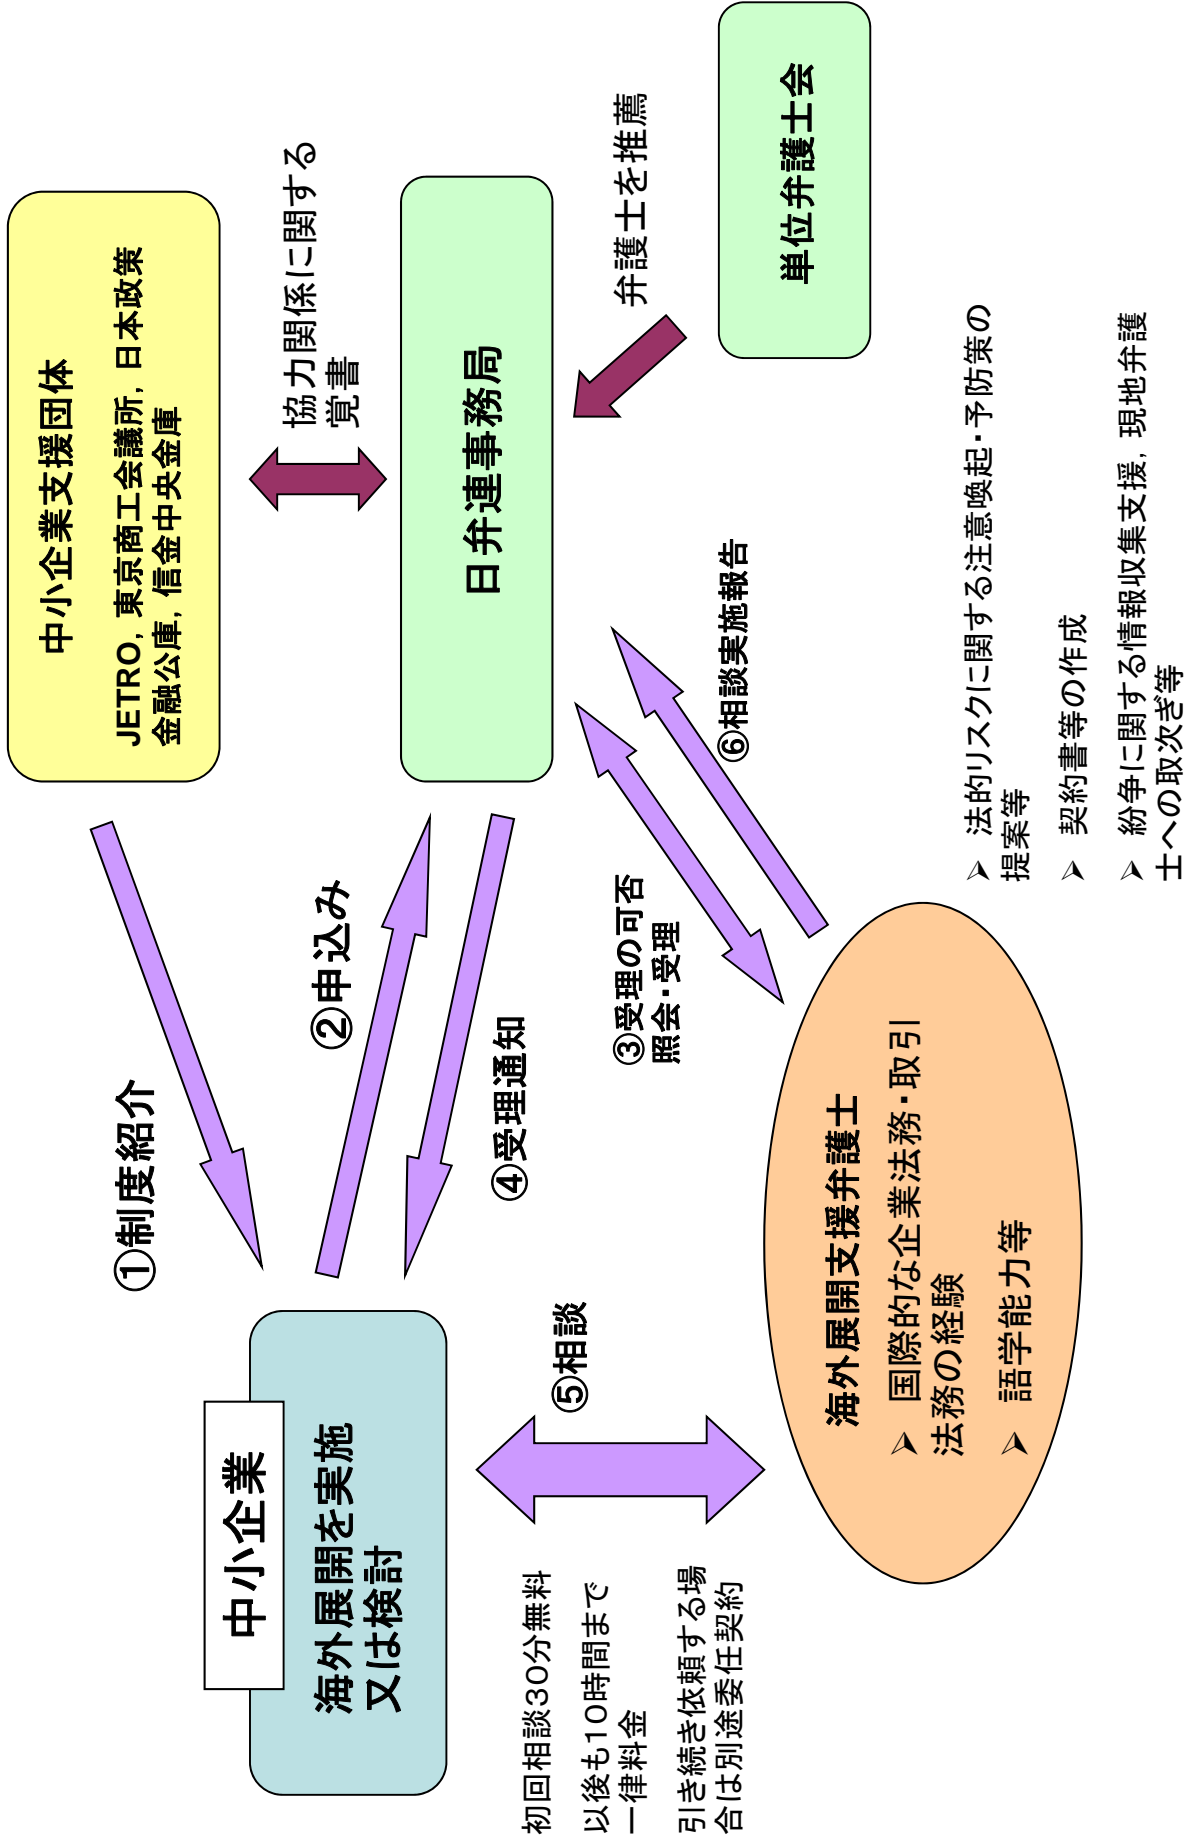 中小企業
海外展開を実施
又は検討
①制度紹介
中小企業支援団体
JETRO, 東京商工会議所, 日本政策
金融公庫, 信金中央金庫
②申込み
④受理通知
協力関係に関する
覚書
日弁連事務局
弁護士を推薦
単位弁護士会
⑤相談
初回相談30分無料
以後も10時間まで
一律料金
引き続き依頼する場
合は別途委任契約
③受理の可否
照会・受理
⑥相談実施報告
海外展開支援弁護士
➢ 国際的な企業法務・取引
法務の経験
➢ 語学能力等
➢ 法的リスクに関する注意喚起・予防策の
提案等
➢ 契約書等の作成
➢ 紛争に関する情報収集支援, 現地弁護
士への取次ぎ等